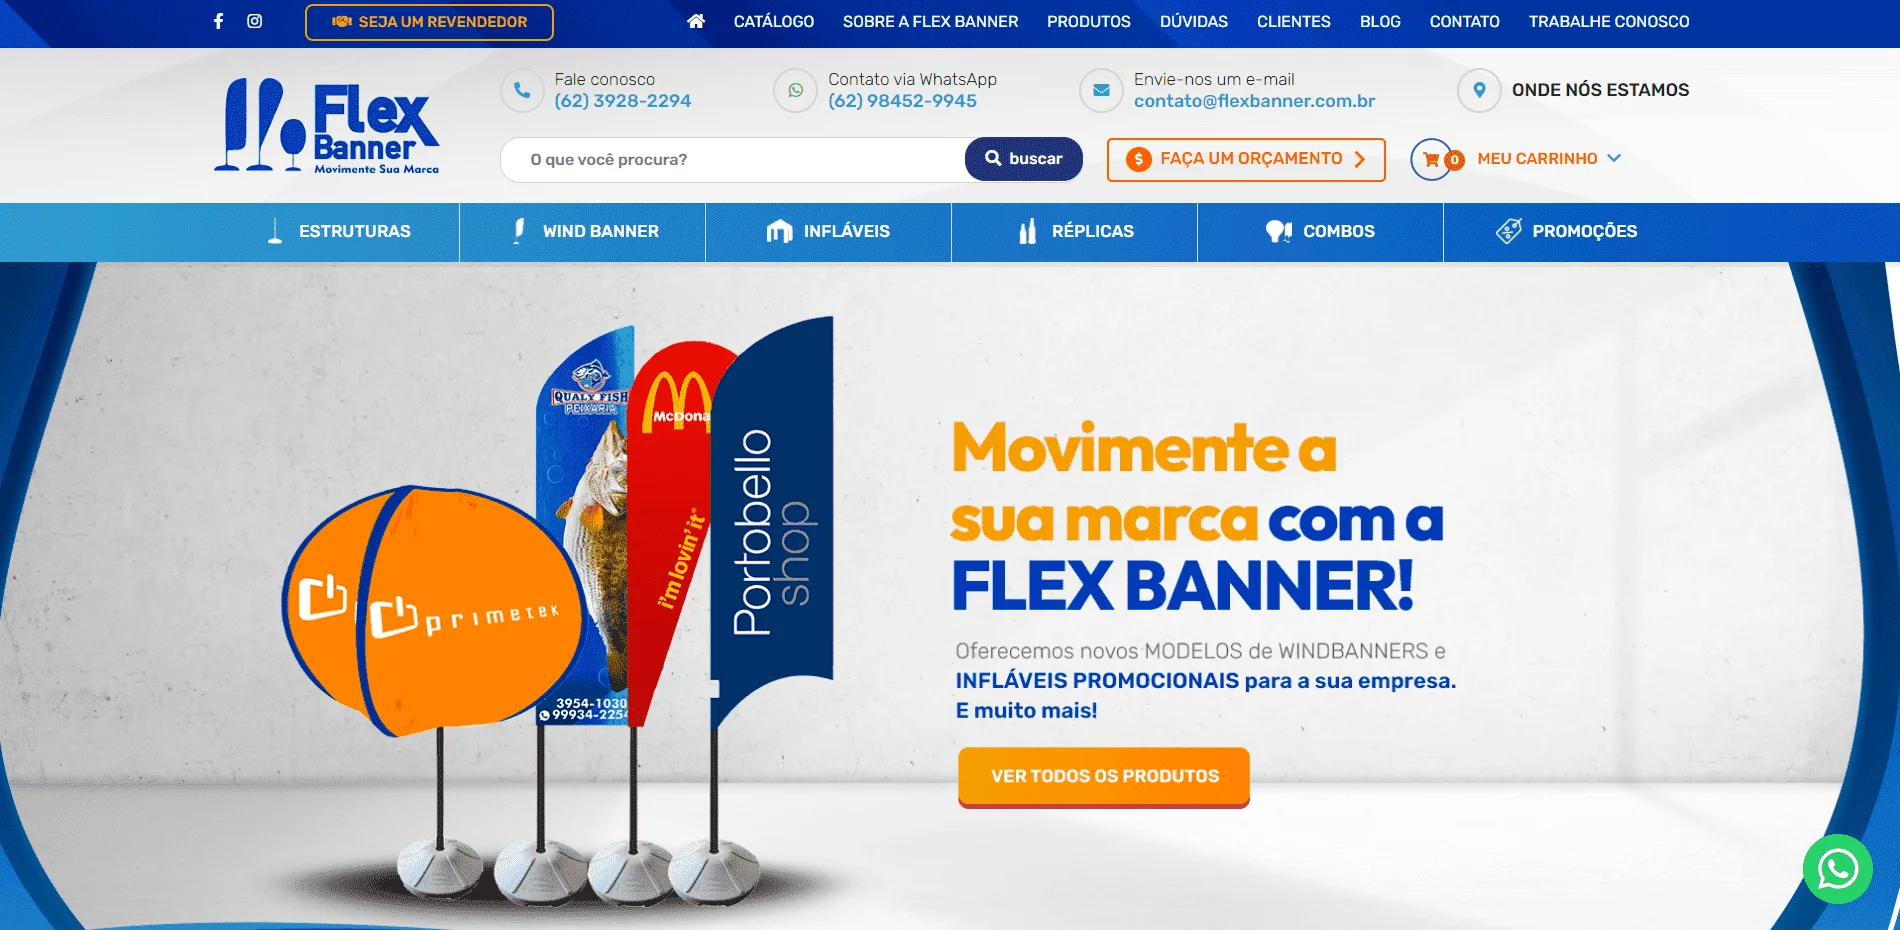 SEJA UM REVENDEDOR
CATÁLOGO
SOBRE A FLEX BANNER
PRODUTOS
DÚVIDAS
CLIENTES
BLOG
CONTATO
TRABALHE CONOSCO
Flex
Banner
Movimente Sua Marca
Fale conosco
(62) 3928-2294
Contato via WhatsApp
(62) 98452-9945
Envie-nos um e-mail
contato@flexbanner.com.br
ONDE NÓS ESTAMOS
O que você procura?
buscar
$
FAÇA UM ORÇAMENTO
0
MEU CARRINHO
ESTRUTURAS
WIND BANNER
INFLÁVEIS
RÉPLICAS
COMBOS
PROMOÇÕES
QUALY FISH
PEIXARIA
3954-1030
99934-2254
McDona
i'm lovin' it®
Portobello
shop
primetek
Movimente a
sua marca com a
FLEX BANNER!
Oferecemos novos MODELOS de WINDBANNERS e
INFLÁVEIS PROMOCIONAIS para a sua empresa.
E muito mais!
VER TODOS OS PRODUTOS